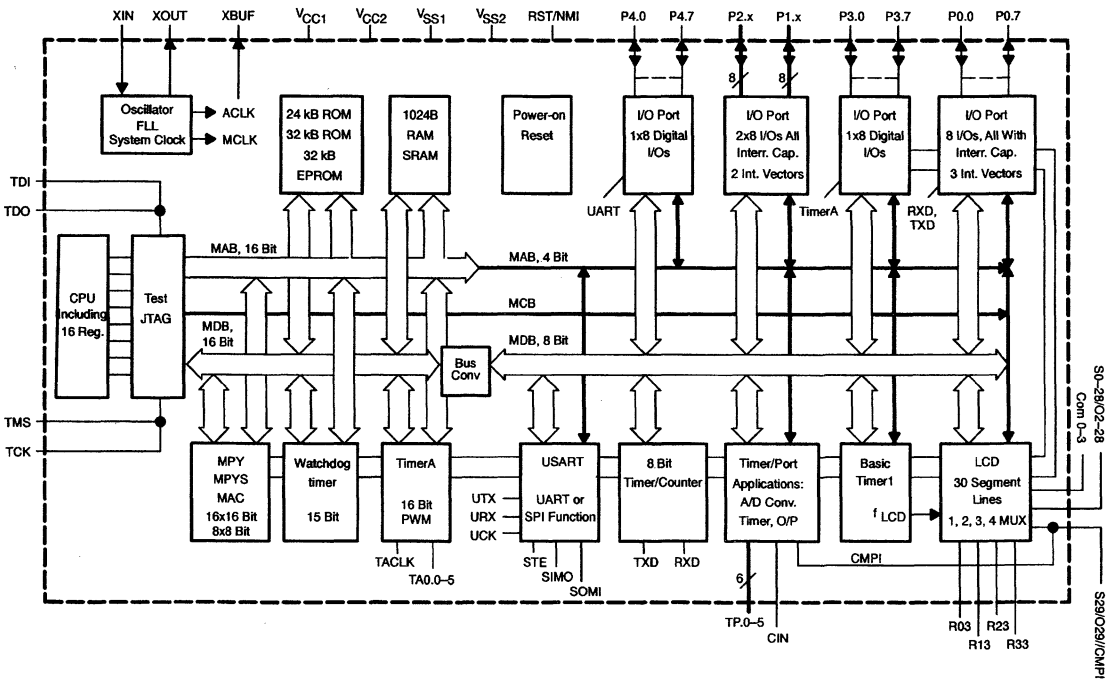 XIN XOUT XBUF VCC1 VCC2 VSS1 VSS2 RST/NMI P4.0 P4.7 P2.x P1.x P3.0 P3.7 P0.0 P0.7
8 8
Oscillator
FLL
System Clock
ACLK
MCLK
24 kB ROM
32 kB ROM
32 kB
EPROM
1024B
RAM
SRAM
Power-on
Reset
I/O Port
1x8 Digital
I/Os
I/O Port
2x8 I/Os All
Interr. Cap.
2 Int. Vectors
I/O Port
1x8 Digital
I/Os
I/O Port
8 I/Os, All With
Interr. Cap.
3 Int. Vectors
UART
TimerA
RXD,
TXD
TDI
TDO
CPU
Including
16 Reg.
Test
JTAG
MAB, 16 Bit
MAB, 4 Bit
MCB
MDB,
16 Bit
MDB, 8 Bit
Bus
Conv
TMS
TCK
MPY
MPYS
MAC
16x16 Bit
8x8 Bit
Watchdog
timer
15 Bit
TimerA
16 Bit
PWM
TACLK
TA0.0–5
UTX
URX
UCK
USART
UART or
SPI Function
STE
SIMO
SOMI
8 Bit
Timer/Counter
TXD
RXD
Timer/Port
Applications:
A/D Conv.
Timer, O/P
6
TP.0–5
CIN
CMPI
Basic
Timer1
fLCD
LCD
30 Segment
Lines
1, 2, 3, 4 MUX
R03
R13
R23
R33
Com 0–3
S0–28/O2–28
S29/O29//CMPI